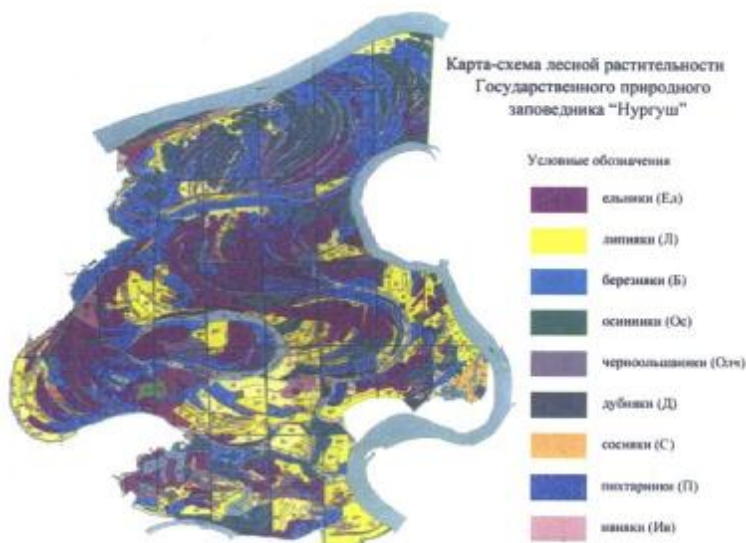 Карта-схема лесной растительности
Государственного природного
заповедника “Нургуш”
Условные обозначения
ельники (Ел)
липняки (Л)
березняки (Б)
осинники (Ос)
черноольшаники (Олч)
дубняки (Д)
сосняки (С)
пихтарники (П)
ивняки (Ив)